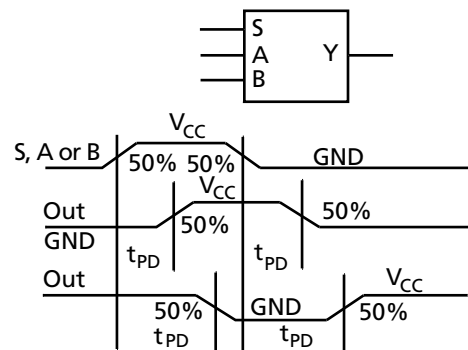 S
A Y
B
V_CC
S, A or B 50% 50% GND
V_CC
Out 50% 50%
GND t_PD t_PD
Out V_CC
50% GND 50%
t_PD t_PD